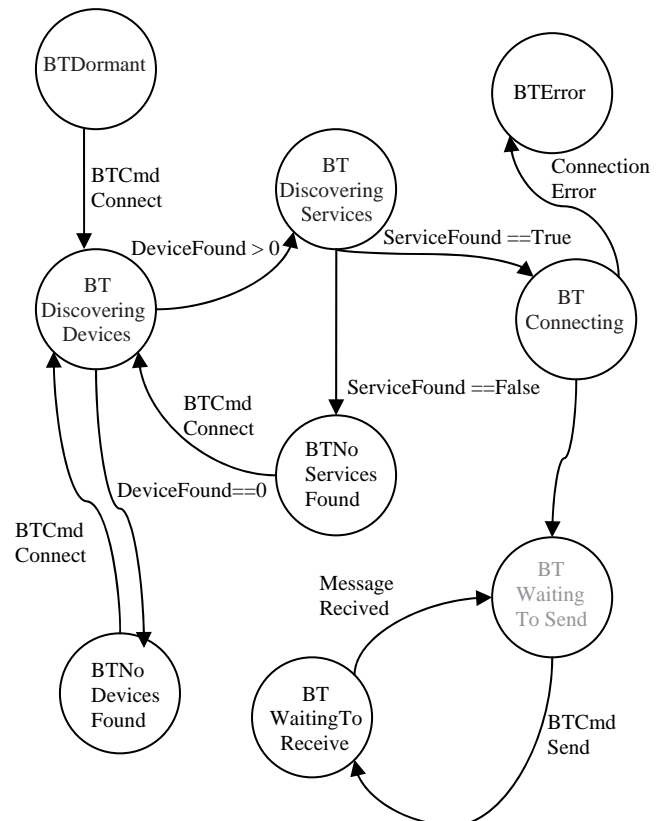 BTDormant
BTError
BTCmd
Connect
BT
Discovering
Services
Connection
Error
DeviceFound > 0
ServiceFound ==True
BT
Discovering
Devices
BT
Connecting
BTCmd
Connect
ServiceFound ==False
BTNo
Services
Found
DeviceFound==0
BTCmd
Connect
BT
Waiting
To Send
Message
Recived
BTNo
Devices
Found
BT
WaitingTo
Receive
BTCmd
Send